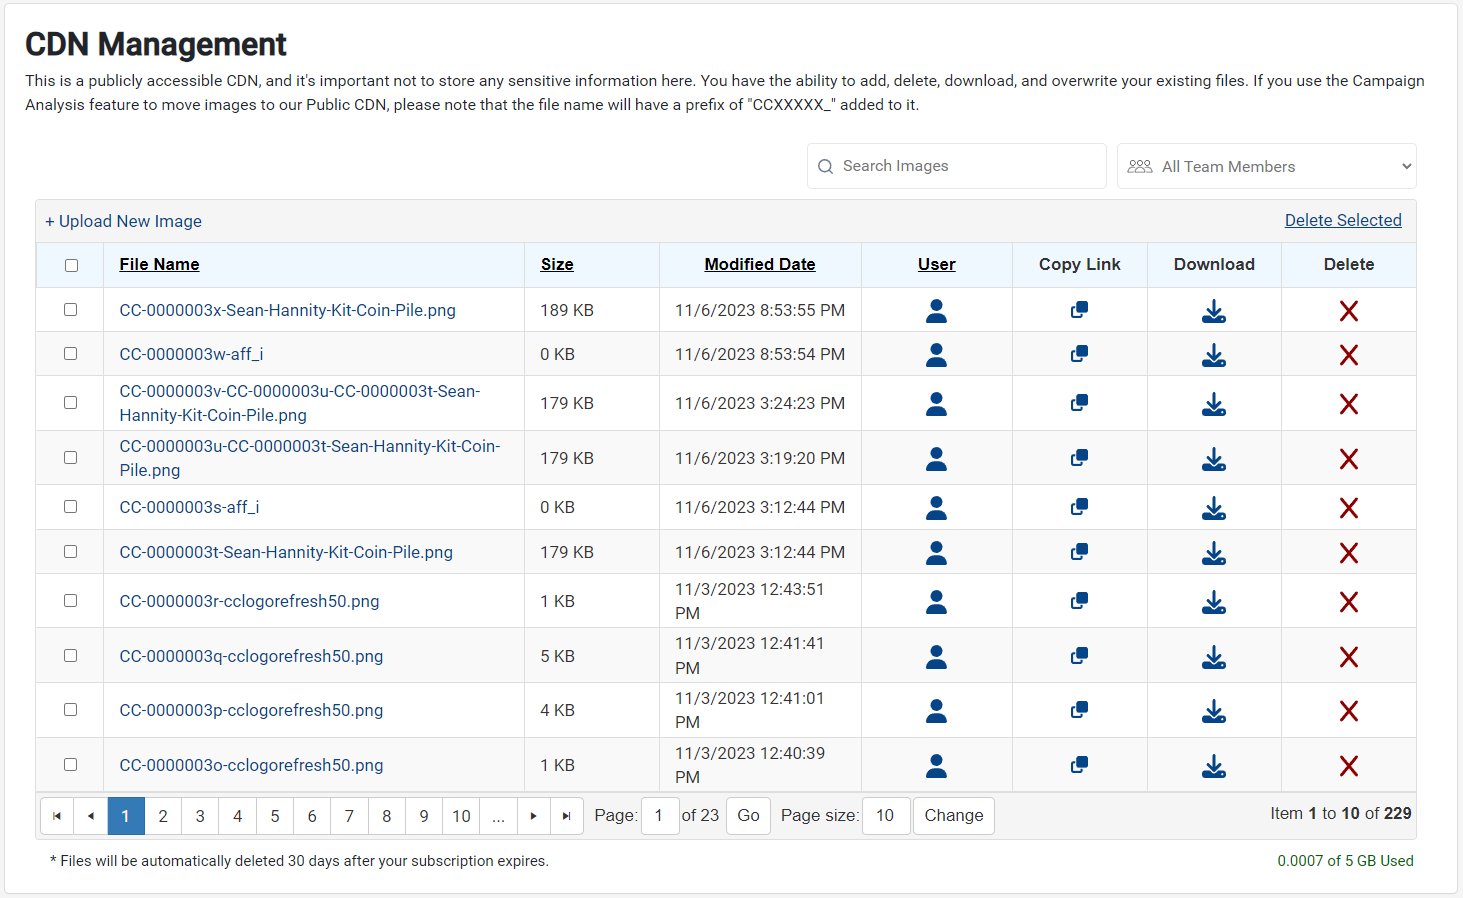 CDN Management
This is a publicly accessible CDN, and it's important not to store any sensitive information here. You have the ability to add, delete, download, and overwrite your existing files. If you use the Campaign
Analysis feature to move images to our Public CDN, please note that the file name will have a prefix of "CCXXXXX_" added to it.
Search Images All Team Members
+ Upload New Image Delete Selected
File Name Size Modified Date User Copy Link Download Delete
CC-0000003x-Sean-Hannity-Kit-Coin-Pile.png 189 KB 11/6/2023 8:53:55 PM
CC-0000003w-aff_i 0 KB 11/6/2023 8:53:54 PM
CC-0000003v-CC-0000003u-CC-0000003t-Sean-
Hannity-Kit-Coin-Pile.png 179 KB 11/6/2023 3:24:23 PM
CC-0000003u-CC-0000003t-Sean-Hannity-Kit-Coin-
Pile.png 179 KB 11/6/2023 3:19:20 PM
CC-0000003s-aff_i 0 KB 11/6/2023 3:12:44 PM
CC-0000003t-Sean-Hannity-Kit-Coin-Pile.png 179 KB 11/6/2023 3:12:44 PM
CC-0000003r-cclogorefresh50.png 1 KB 11/3/2023 12:43:51
PM
CC-0000003q-cclogorefresh50.png 5 KB 11/3/2023 12:41:41
PM
CC-0000003p-cclogorefresh50.png 4 KB 11/3/2023 12:41:01
PM
CC-0000003o-cclogorefresh50.png 1 KB 11/3/2023 12:40:39
PM
1 2 3 4 5 6 7 8 9 10 ... Page: 1 of 23 Go Page size: 10 Change Item 1 to 10 of 229
* Files will be automatically deleted 30 days after your subscription expires. 0.0007 of 5 GB Used